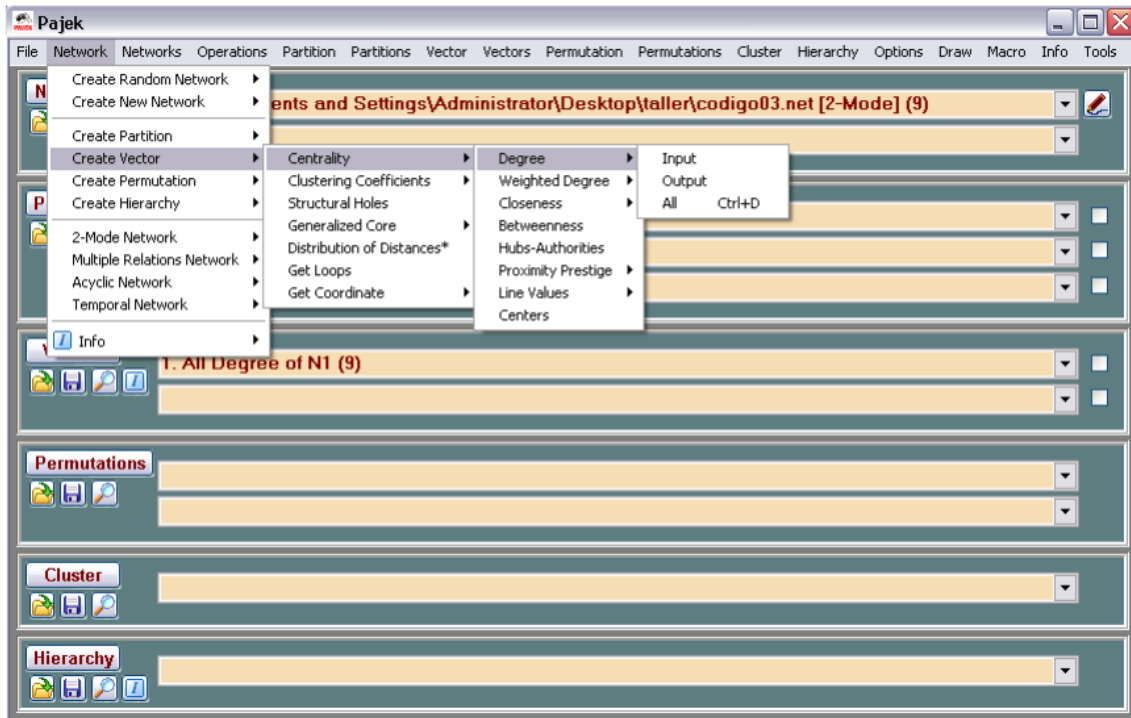 Pajek
File Network Networks Operations Partition Partitions Vector Vectors Permutation Permutations Cluster Hierarchy Options Draw Macro Info Tools
Create Random Network
Create New Network
Create Partition
Create Vector
Create Permutation
Create Hierarchy
2-Mode Network
Multiple Relations Network
Acyclic Network
Temporal Network
Info
Centrality
Clustering Coefficients
Structural Holes
Generalized Core
Distribution of Distances*
Get Loops
Get Coordinate
Degree
Weighted Degree
Closeness
Betweenness
Hubs-Authorities
Proximity Prestige
Line Values
Centers
Input
Output
All Ctrl+D
N
ents and Settings\Administrator\Desktop\taller\codigo03.net [2-Mode] (9)
P
1. All Degree of N1 (9)
Permutations
Cluster
Hierarchy